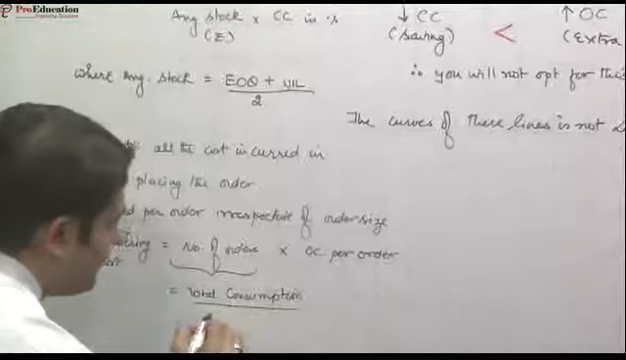 ProEducation
Avg stock x CC in %
(Σ)
↓ CC
(Saving)
<
↑ OC
(Extra
where Avg. stock = EOQ +
2
∴ you will not opt for this
The curves of these lines is not
all the cost incurred in
placing the order
per order irrespective of order size
= No. of orders x OC per order
= Total Consumption